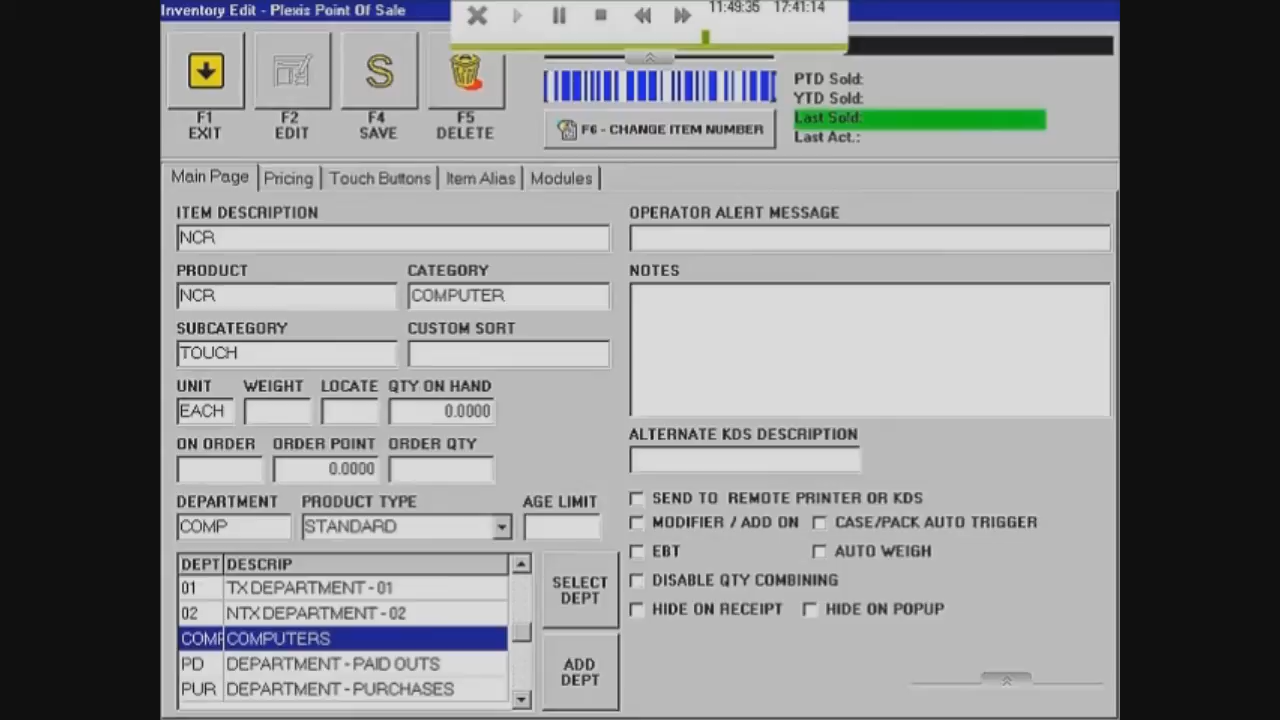 Inventory Edit - Plexis Point Of Sale
11:49:35 17:41:14
F1 EXIT
F2 EDIT
F4 SAVE
F5 DELETE
F6 - CHANGE ITEM NUMBER
PTD Sold:
YTD Sold:
Last Sold:
Last Act.:
Main Page Pricing Touch Buttons Item Alias Modules
ITEM DESCRIPTION
NCR
PRODUCT CATEGORY
NCR COMPUTER
SUBCATEGORY CUSTOM SORT
TOUCH
UNIT WEIGHT LOCATE QTY ON HAND
EACH 0.0000
ON ORDER ORDER POINT ORDER QTY
0.0000
DEPARTMENT PRODUCT TYPE AGE LIMIT
COMP STANDARD
DEPT DESCRIP
01 TX DEPARTMENT - 01
02 NTX DEPARTMENT - 02
COMP COMPUTERS
PD DEPARTMENT - PAID OUTS
PUR DEPARTMENT - PURCHASES
SELECT
DEPT
ADD
DEPT
OPERATOR ALERT MESSAGE
NOTES
ALTERNATE KDS DESCRIPTION
SEND TO REMOTE PRINTER OR KDS
MODIFIER / ADD ON CASE/PACK AUTO TRIGGER
EBT AUTO WEIGH
DISABLE QTY COMBINING
HIDE ON RECEIPT HIDE ON POPUP